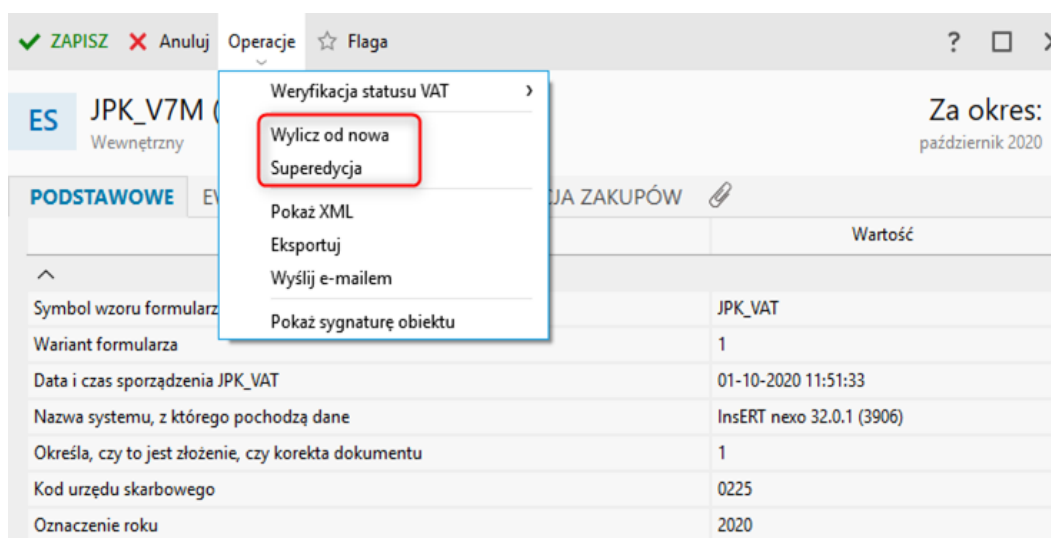 ZAPISZ Anuluj Operacje Flaga ?
Weryfikacja statusu VAT
ES JPK_V7M ( Za okres:
Wewnętrzny październik 2020
Wylicz od nowa
Superedycja
PODSTAWOWE EV JA ZAKUPÓW
Pokaż XML
Wartość
Eksportuj
Wyślij e-mailem
Symbol wzoru formularz JPK_VAT
Pokaż sygnaturę obiektu
Wariant formularza 1
Data i czas sporządzenia JPK_VAT 01-10-2020 11:51:33
Nazwa systemu, z którego pochodzą dane InsERT nexo 32.0.1 (3906)
Określa, czy to jest złożenie, czy korekta dokumentu 1
Kod urzędu skarbowego 0225
Oznaczenie roku 2020